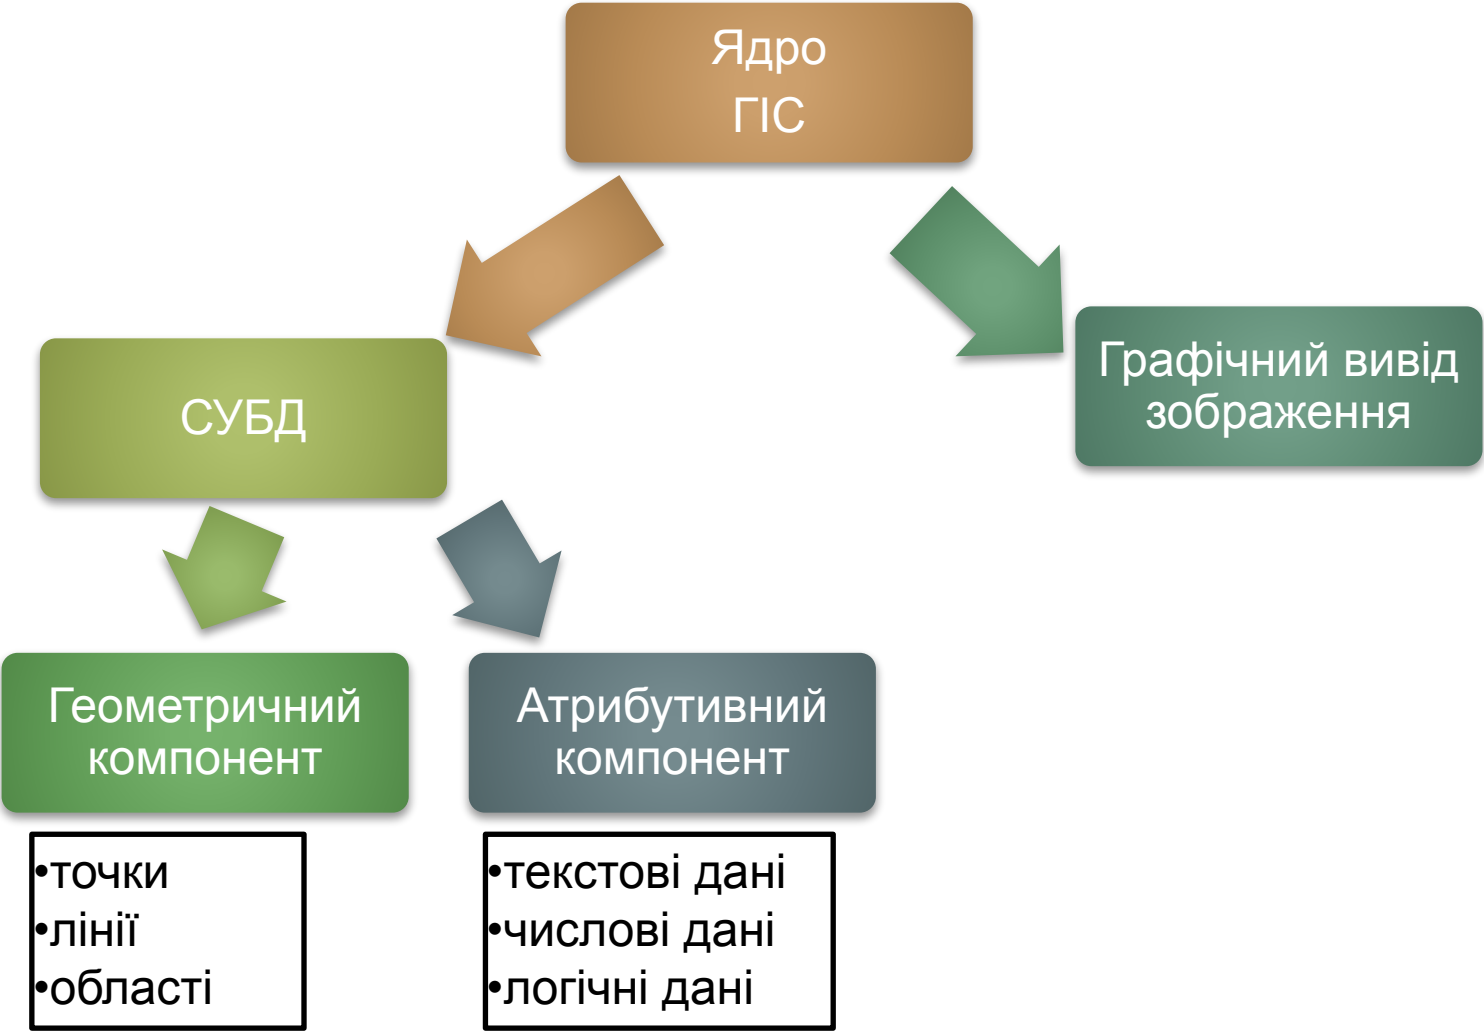 Ядро
ГІС
СУБД
Графічний вивід
зображення
Геометричний
компонент
Атрибутивний
компонент
•точки
•лінії
•області
•текстові дані
•числові дані
•логічні дані